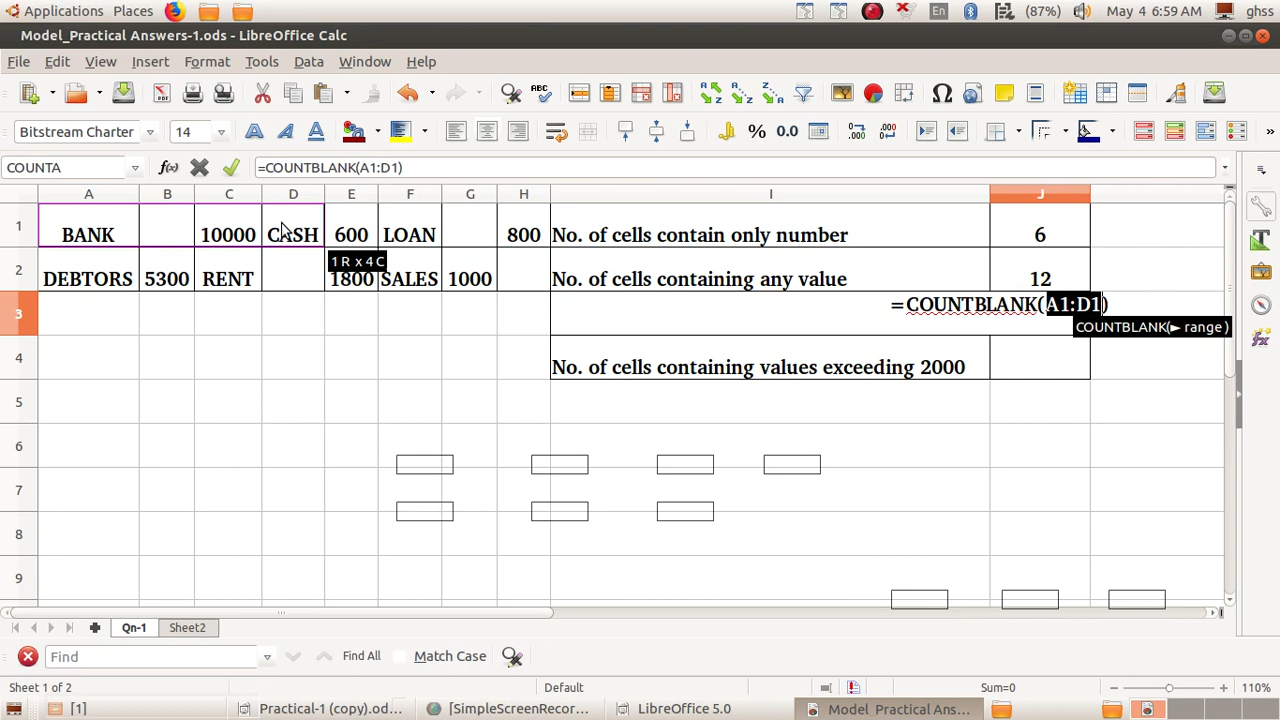 Applications Places En (87%) May 4 6:59 AM ghss
Model_Practical Answers-1.ods - LibreOffice Calc
File Edit View Insert Format Tools Data Window Help
Bitstream Charter 14 % 0.0 »
COUNTA f(x) =COUNTBLANK(A1:D1)
A B C D E F G H I J
1 BANK 10000 CASH 600 LOAN 800 No. of cells contain only number 6
1 R x 4 C
2 DEBTORS 5300 RENT 1800 SALES 1000 No. of cells containing any value 12
3 =COUNTBLANK(A1:D1)
COUNTBLANK(► range )
4 No. of cells containing values exceeding 2000
5
6
7
8
9
Qn-1 Sheet2
Find Find All Match Case
Sheet 1 of 2 Default Sum=0 110%
[1] Practical-1 (copy).od... [SimpleScreenRecor... LibreOffice 5.0 Model_Practical Ans...